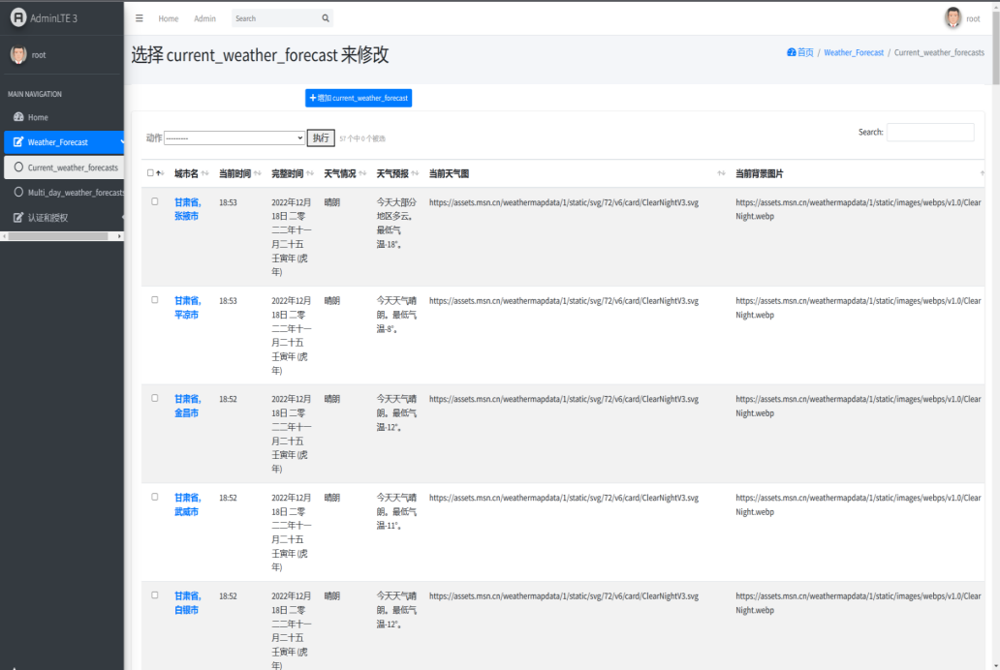 AdminLTE 3
root
MAIN NAVIGATION
Home
Weather_Forecast
Current_weather_forecasts
Multi_day_weather_forecasts
认证和授权
Home Admin Search root
选择 current_weather_forecast 来修改
首页 / Weather_Forecast / Current_weather_forecasts
增加 current_weather_forecast
动作 --------- 执行 57 个中 0 个被选 Search:
城市名 当前时间 完整时间 天气情况 天气预报 当前天气图 当前背景图片
甘肃省, 18:53 2022年12月 晴朗 今天大部分 https://assets.msn.cn/weathermapdata/1/static/svg/72/v6/card/ClearNightV3.svg https://assets.msn.cn/weathermapdata/1/static/images/webps/v1.0/Clear
张掖市 18日 二零 地区多云。 Night.webp
二二年十一 最低气
月二十五 温-18°。
壬寅年 (虎
年)
甘肃省, 18:53 2022年12月 晴朗 今天天气晴 https://assets.msn.cn/weathermapdata/1/static/svg/72/v6/card/ClearNightV3.svg https://assets.msn.cn/weathermapdata/1/static/images/webps/v1.0/Clear
平凉市 18日 二零 朗。最低气 Night.webp
二二年十一 温-8°。
月二十五
壬寅年 (虎
年)
甘肃省, 18:52 2022年12月 晴朗 今天天气晴 https://assets.msn.cn/weathermapdata/1/static/svg/72/v6/card/ClearNightV3.svg https://assets.msn.cn/weathermapdata/1/static/images/webps/v1.0/Clear
金昌市 18日 二零 朗。最低气 Night.webp
二二年十一 温-12°。
月二十五
壬寅年 (虎
年)
甘肃省, 18:52 2022年12月 晴朗 今天天气晴 https://assets.msn.cn/weathermapdata/1/static/svg/72/v6/card/ClearNightV3.svg https://assets.msn.cn/weathermapdata/1/static/images/webps/v1.0/Clear
武威市 18日 二零 朗。最低气 Night.webp
二二年十一 温-11°。
月二十五
壬寅年 (虎
年)
甘肃省, 18:52 2022年12月 晴朗 今天天气晴 https://assets.msn.cn/weathermapdata/1/static/svg/72/v6/card/ClearNightV3.svg https://assets.msn.cn/weathermapdata/1/static/images/webps/v1.0/Clear
白银市 18日 二零 朗。最低气 Night.webp
二二年十一 温-12°。
月二十五
壬寅年 (虎
年)